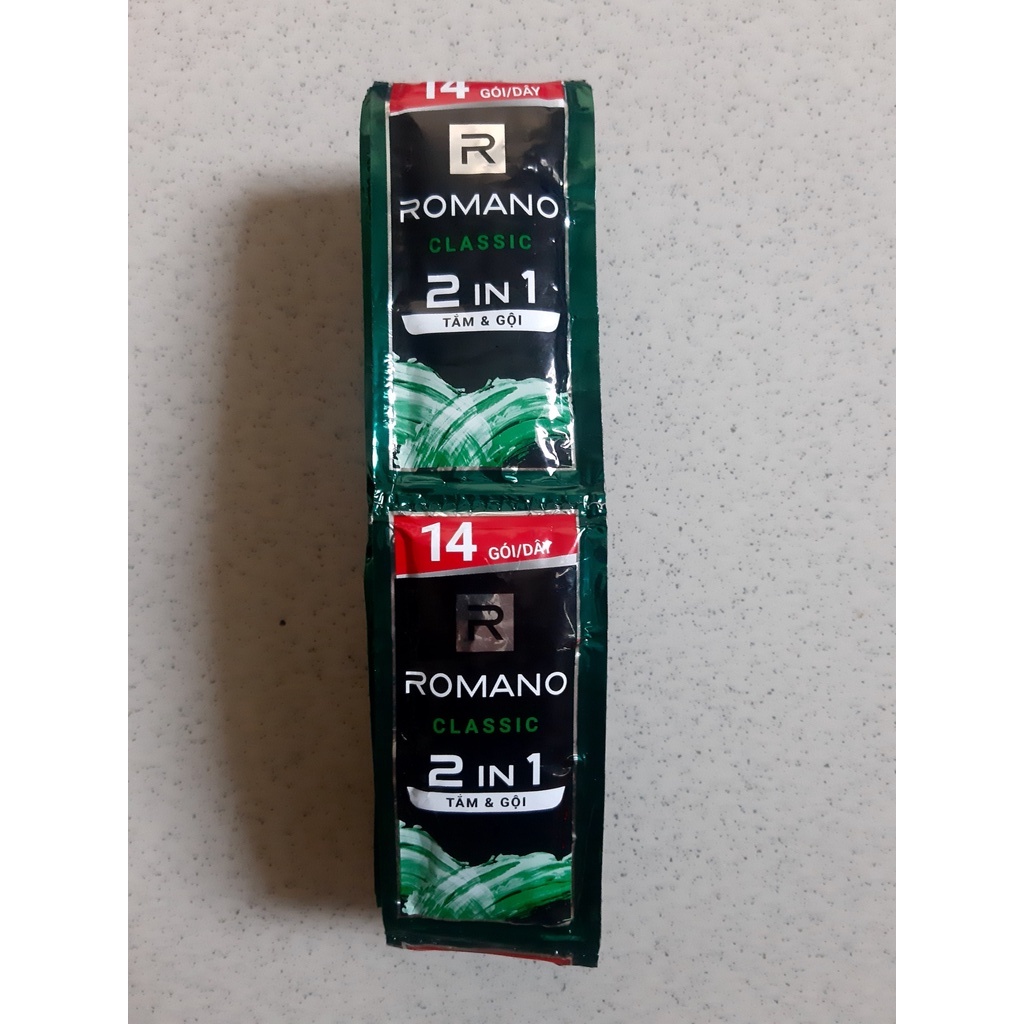 14 GÓI/DÂY
R
ROMANO
CLASSIC
2 IN 1
TẮM & GỘI
14 GÓI/DÂY
R
ROMANO
CLASSIC
2 IN 1
TẮM & GỘI